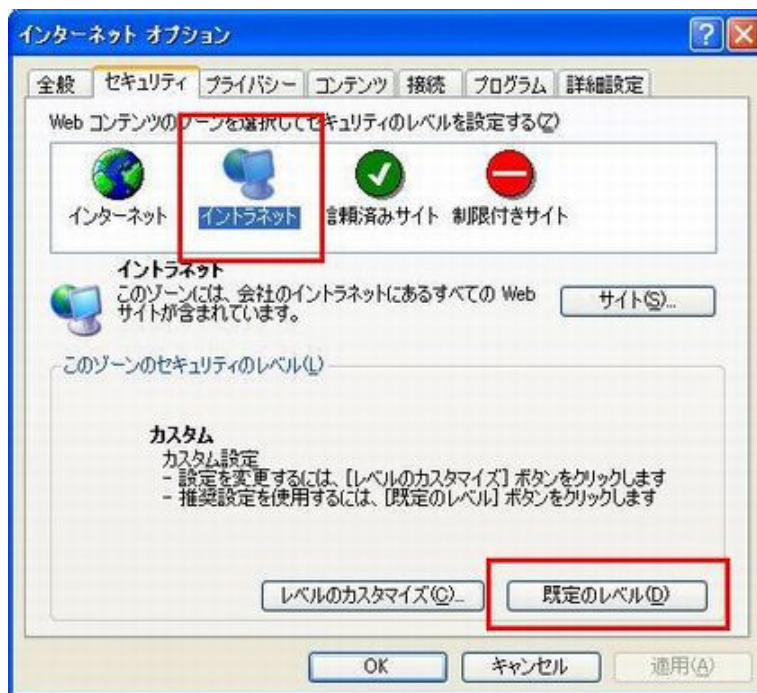 インターネット オプション
全般 セキュリティ プライバシー コンテンツ 接続 プログラム 詳細設定
Web コンテンツのゾーンを選択してセキュリティのレベルを設定する(Z)
インターネット イントラネット 信頼済みサイト 制限付きサイト
イントラネット
このゾーンには、会社のイントラネットにあるすべての Web
サイトが含まれています。
サイト(S)...
このゾーンのセキュリティのレベル(L)
カスタム
カスタム設定
- 設定を変更するには、[レベルのカスタマイズ] ボタンをクリックします
- 推奨設定を使用するには、[既定のレベル] ボタンをクリックします
レベルのカスタマイズ(C)... 既定のレベル(D)
OK キャンセル 適用(A)